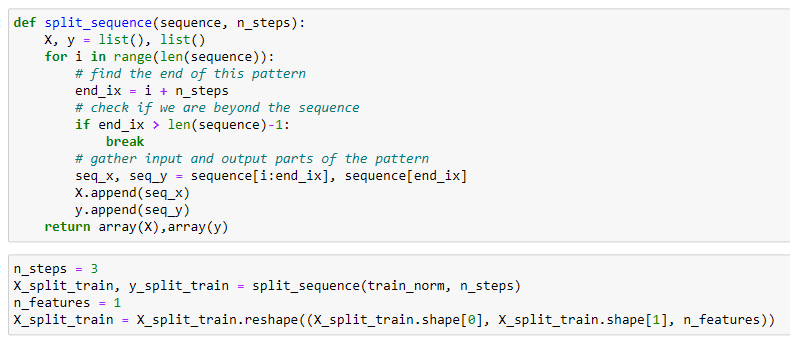 def split_sequence(sequence, n_steps):
    X, y = list(), list()
    for i in range(len(sequence)):
        # find the end of this pattern
        end_ix = i + n_steps
        # check if we are beyond the sequence
        if end_ix > len(sequence)-1:
            break
        # gather input and output parts of the pattern
        seq_x, seq_y = sequence[i:end_ix], sequence[end_ix]
        X.append(seq_x)
        y.append(seq_y)
    return array(X),array(y)
n_steps = 3
X_split_train, y_split_train = split_sequence(train_norm, n_steps)
n_features = 1
X_split_train = X_split_train.reshape((X_split_train.shape[0], X_split_train.shape[1], n_features))